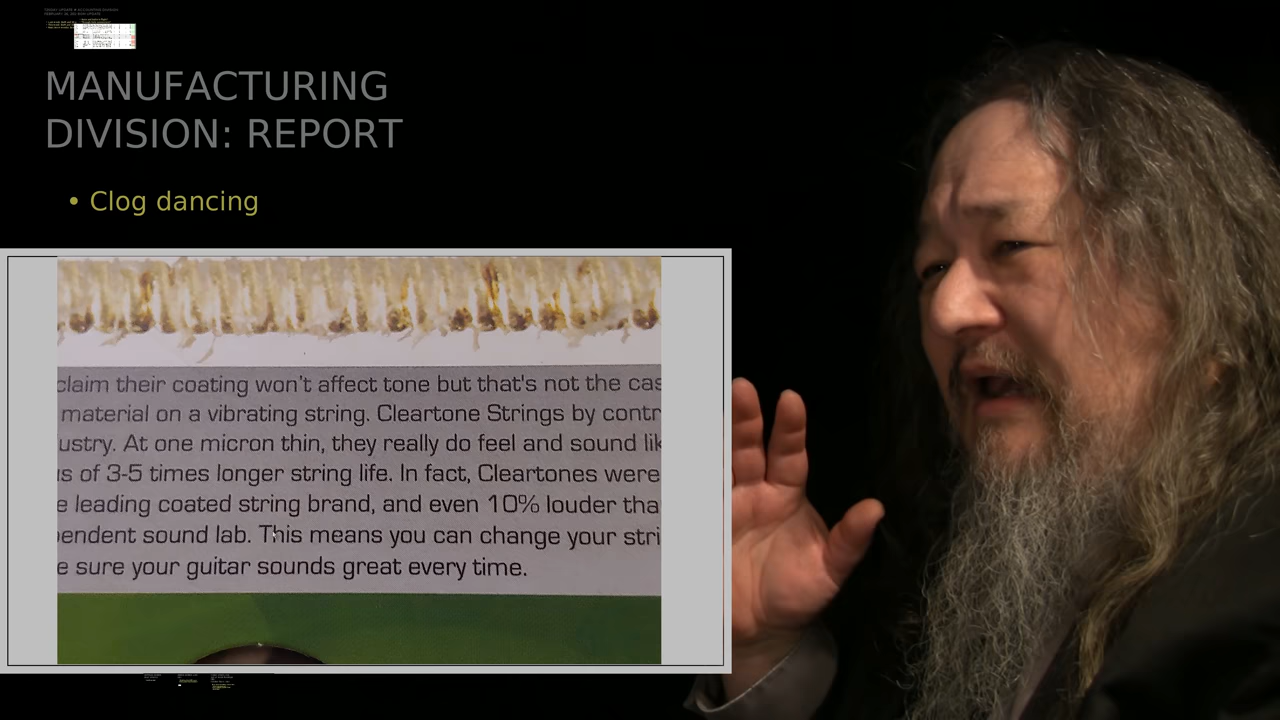 MANUFACTURING
DIVISION: REPORT
• Clog dancing
claim their coating won't affect tone but that's not the cas
material on a vibrating string. Cleartone Strings by contr
ustry. At one micron thin, they really do feel and sound lik
us of 3-5 times longer string life. In fact, Cleartones were
e leading coated string brand, and even 10% louder tha
pendent sound lab. This means you can change your stri
e sure your guitar sounds great every time.